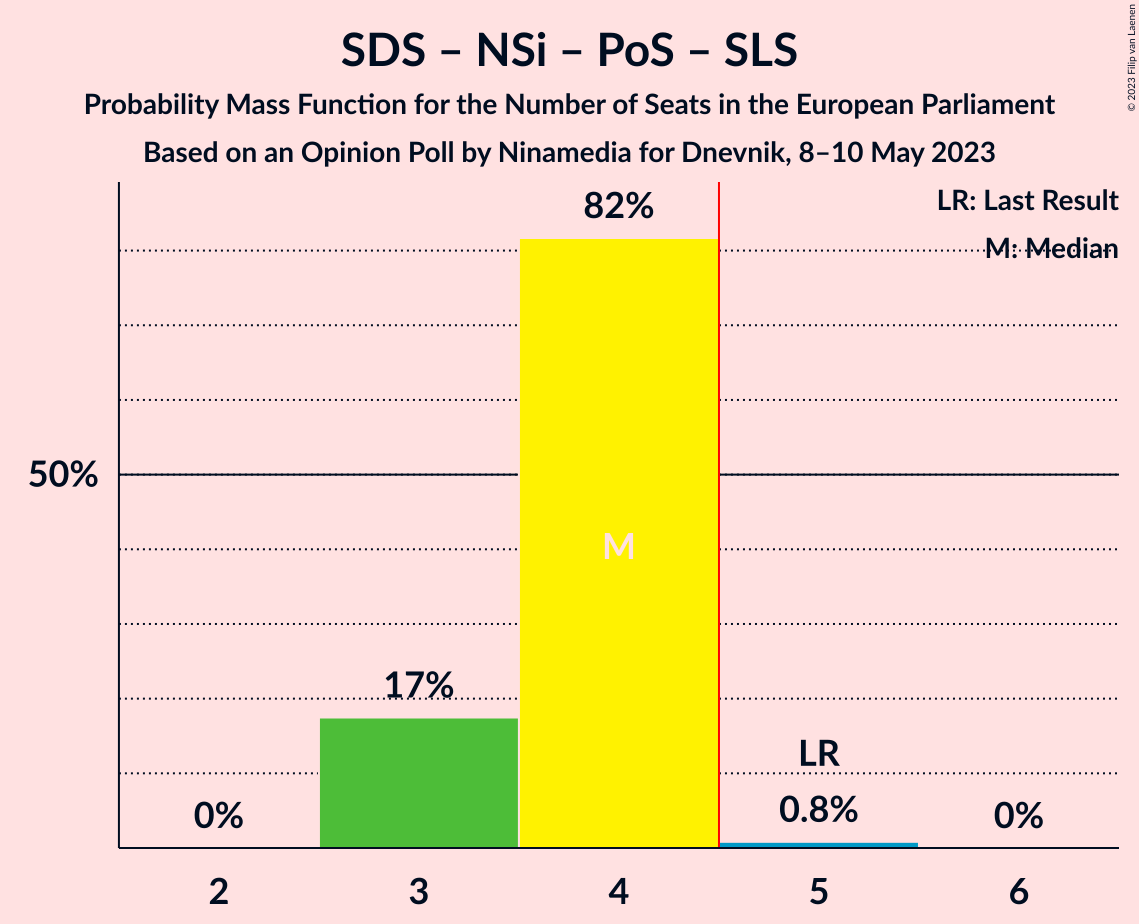 SDS – NSi – PoS – SLS
Probability Mass Function for the Number of Seats in the European Parliament
Based on an Opinion Poll by Ninamedia for Dnevnik, 8–10 May 2023
© 2023 Filip van Laenen
LR: Last Result
M: Median
82%
50%
M
17%
LR
0%
0.8%
0%
2 3 4 5 6